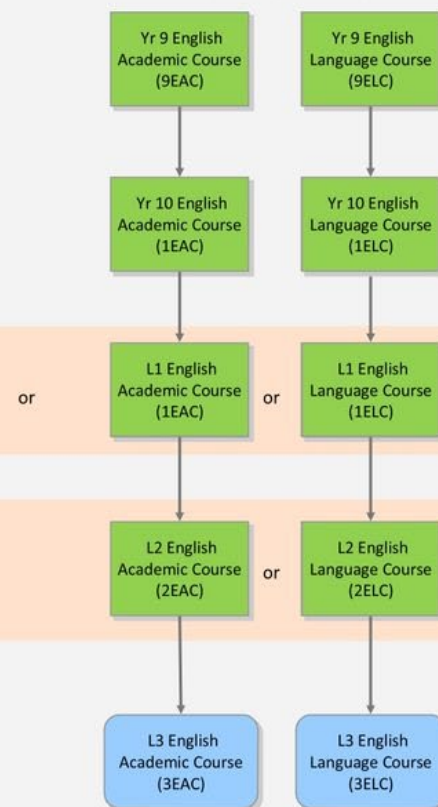 Yr 9 English
Academic Course
(9EAC)
Yr 9 English
Language Course
(9ELC)
Yr 10 English
Academic Course
(1EAC)
Yr 10 English
Language Course
(1ELC)
or
L1 English
Academic Course
(1EAC)
or
L1 English
Language Course
(1ELC)
L2 English
Academic Course
(2EAC)
or
L2 English
Language Course
(2ELC)
L3 English
Academic Course
(3EAC)
L3 English
Language Course
(3ELC)